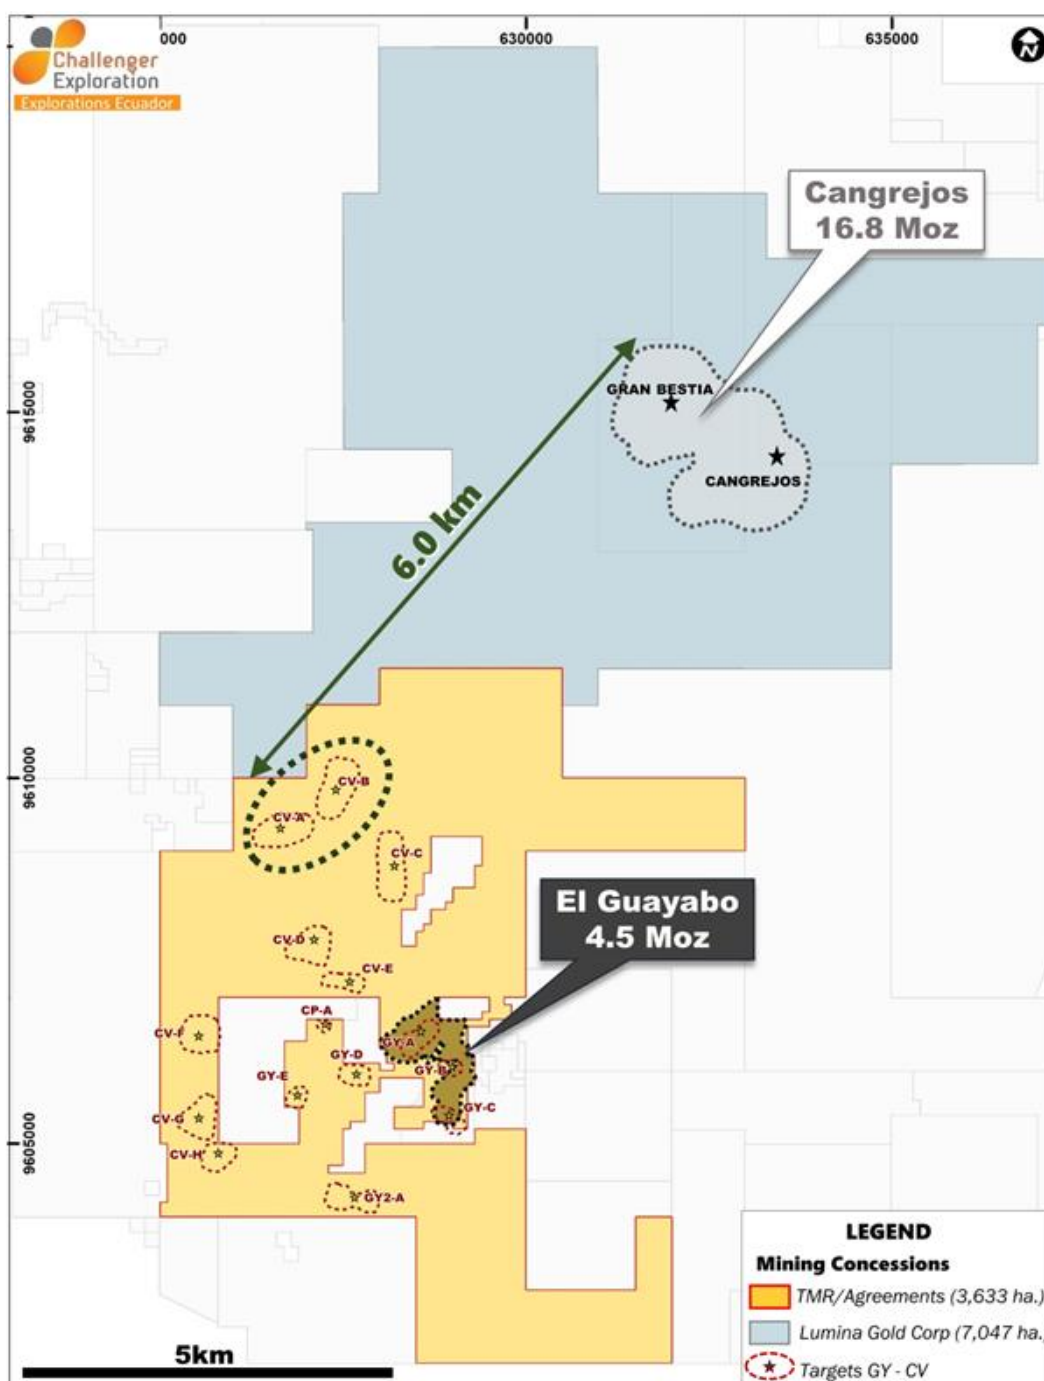 Challenger
Exploration
Explorations Ecuador
000
630000
635000
N
Cangrejos
16.8 Moz
GRAN BESTIA
CANGREJOS
9615000
6.0 km
9610000
CV-B
CV-A
CV-C
El Guayabo
4.5 Moz
CV-D
CV-E
CP-A
CV-F
GY-A
GY-D
GY-B
GY-E
GY-C
CV-G
9605000
CV-H
GY2-A
LEGEND
Mining Concessions
TMR/Agreements (3,633 ha.)
Lumina Gold Corp (7,047 ha.
Targets GY - CV
5km